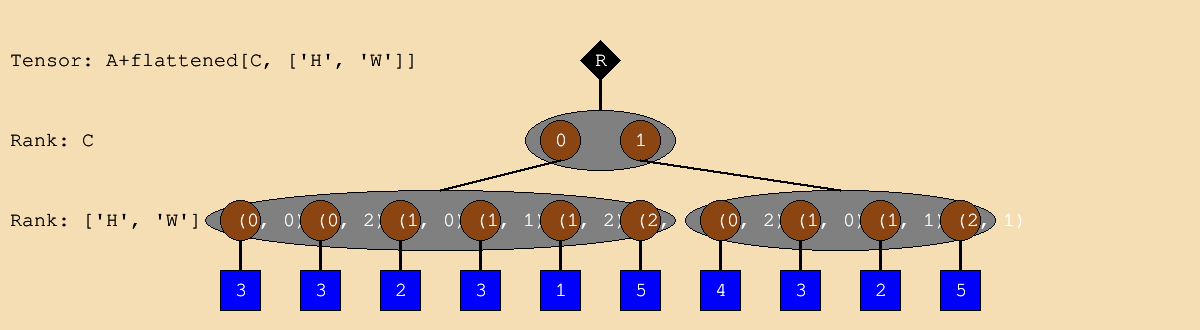 Tensor: A+flattened[C, ['H', 'W']]
R
Rank: C
0 1
Rank: ['H', 'W'] (0, 0) (0, 2) (1, 0) (1, 1) (1, 2) (2, (0, 2) (1, 0) (1, 1) (2, 1)
3 3 2 3 1 5 4 3 2 5